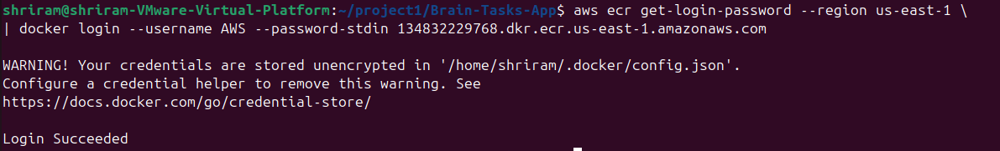 shriram@shriram-VMware-Virtual-Platform:~/project1/Brain-Tasks-App$ aws ecr get-login-password --region us-east-1 \
| docker login --username AWS --password-stdin 134832229768.dkr.ecr.us-east-1.amazonaws.com
WARNING! Your credentials are stored unencrypted in '/home/shriram/.docker/config.json'.
Configure a credential helper to remove this warning. See
https://docs.docker.com/go/credential-store/
Login Succeeded